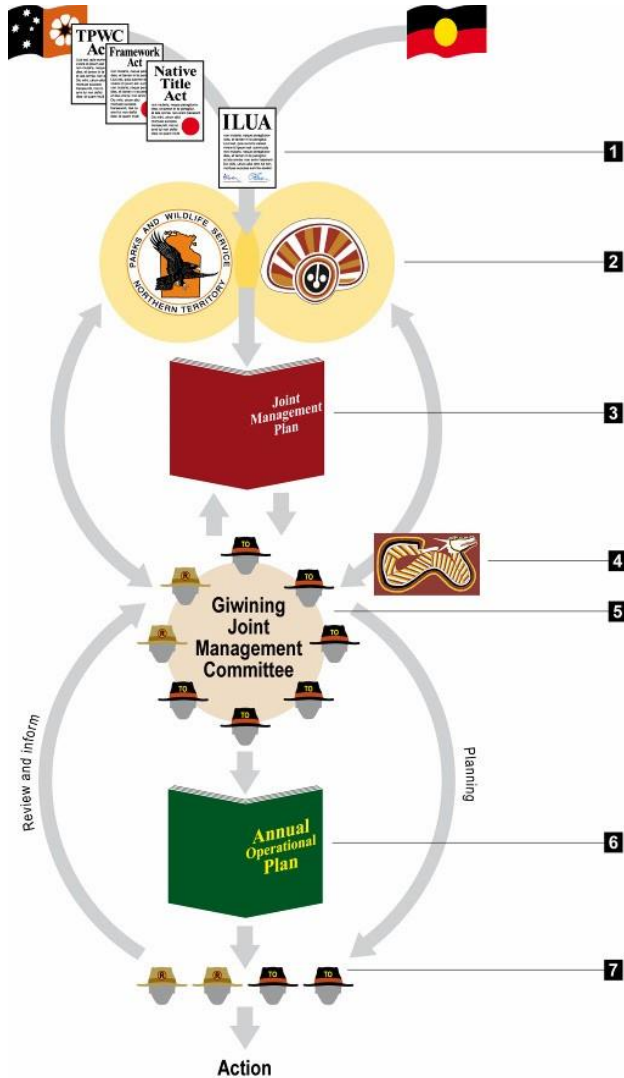 TPWC
Act
Framework
Act
Native
Title
Act
ILUA
1
PARKS AND WILDLIFE SERVICE
NORTHERN TERRITORY
2
Joint
Management
Plan
3
4
TO
R
TO
R
TO
TO
TO
TO
Giwining
Joint
Management
Committee
5
Review and inform
Planning
Annual
Operational
Plan
6
R
R
TO
TO
7
Action